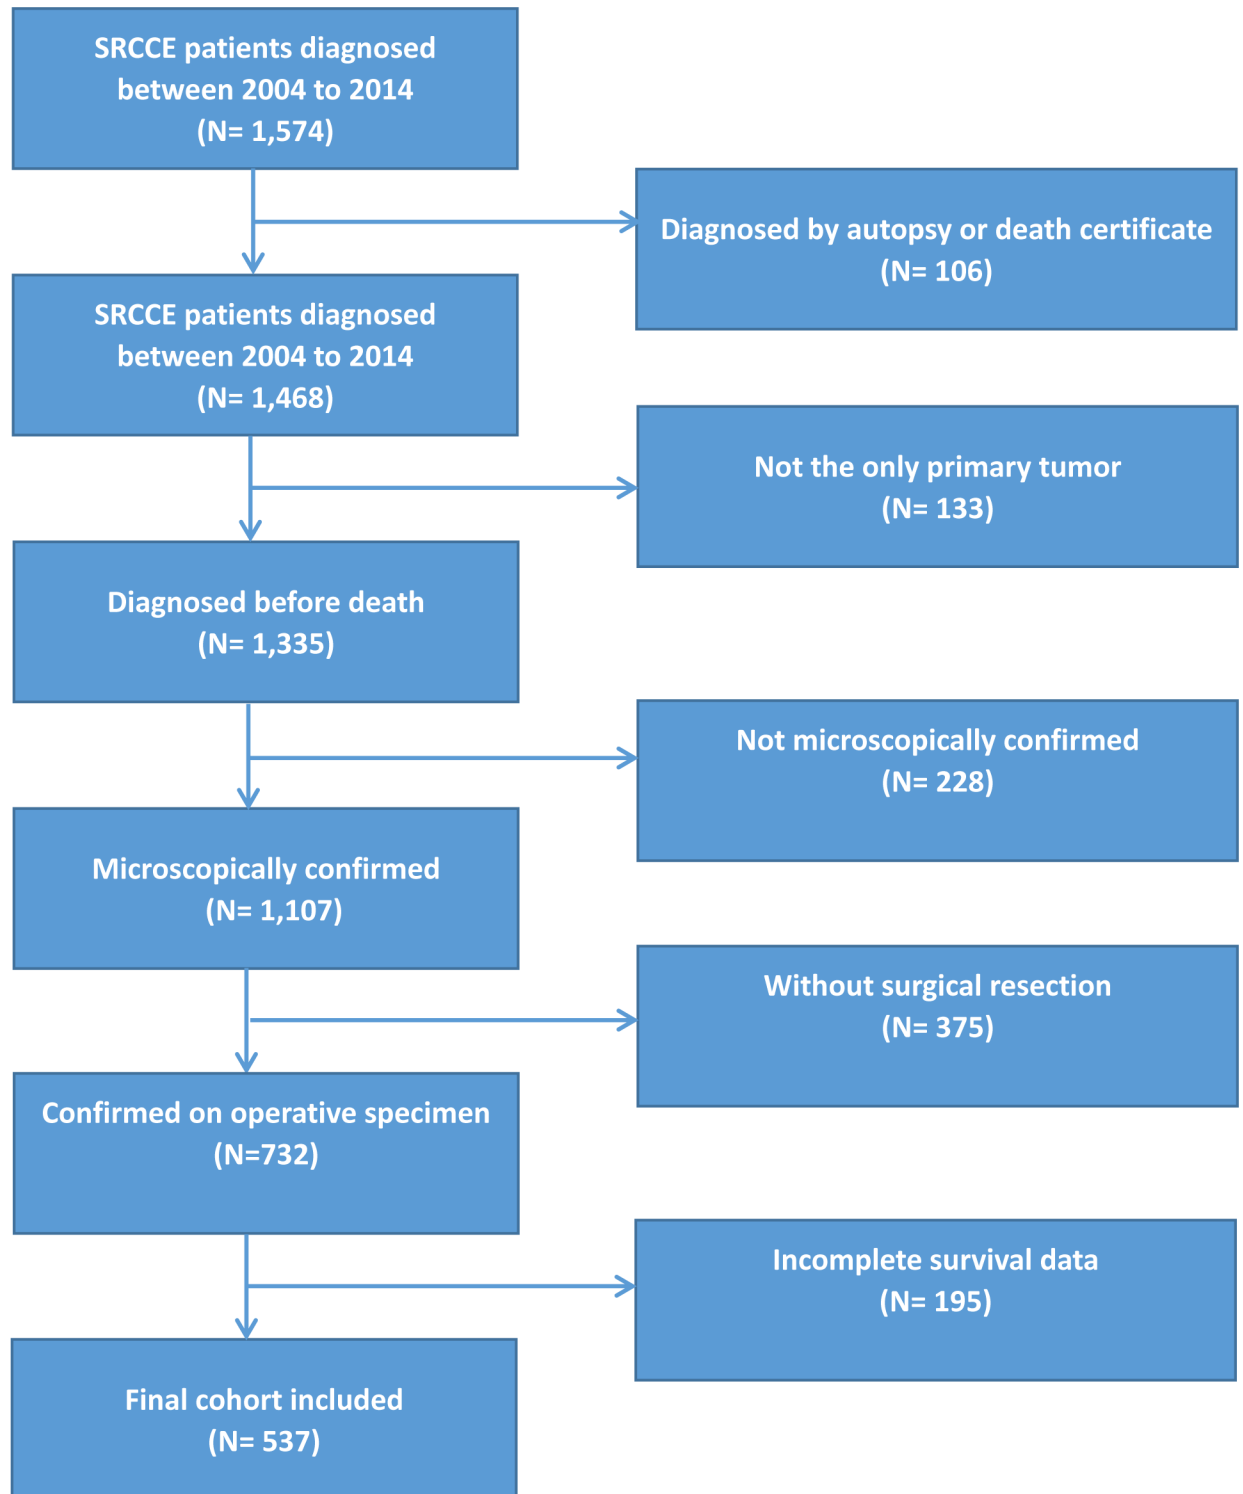 SRCCE patients diagnosed
between 2004 to 2014
(N= 1,574)
Diagnosed by autopsy or death certificate
(N= 106)
SRCCE patients diagnosed
between 2004 to 2014
(N= 1,468)
Not the only primary tumor
(N= 133)
Diagnosed before death
(N= 1,335)
Not microscopically confirmed
(N= 228)
Microscopically confirmed
(N= 1,107)
Without surgical resection
(N= 375)
Confirmed on operative specimen
(N=732)
Incomplete survival data
(N= 195)
Final cohort included
(N= 537)